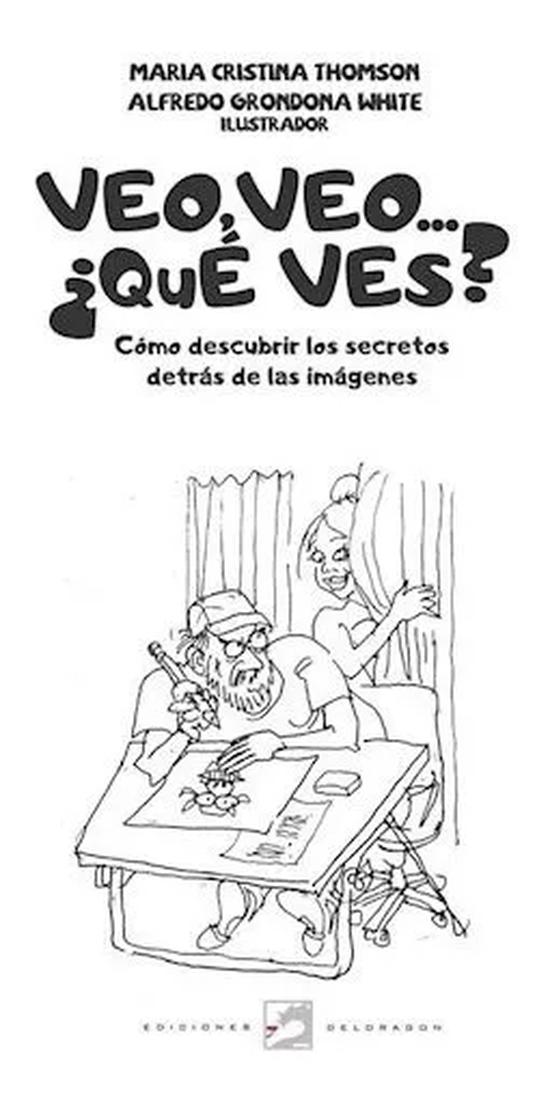 MARIA CRISTINA THOMSON
ALFREDO GRONDONA WHITE
ILUSTRADOR
VEO, VEO...
¿QuÉ VES?
Cómo descubrir los secretos
detrás de las imágenes
EDICIONES DELDRAGON